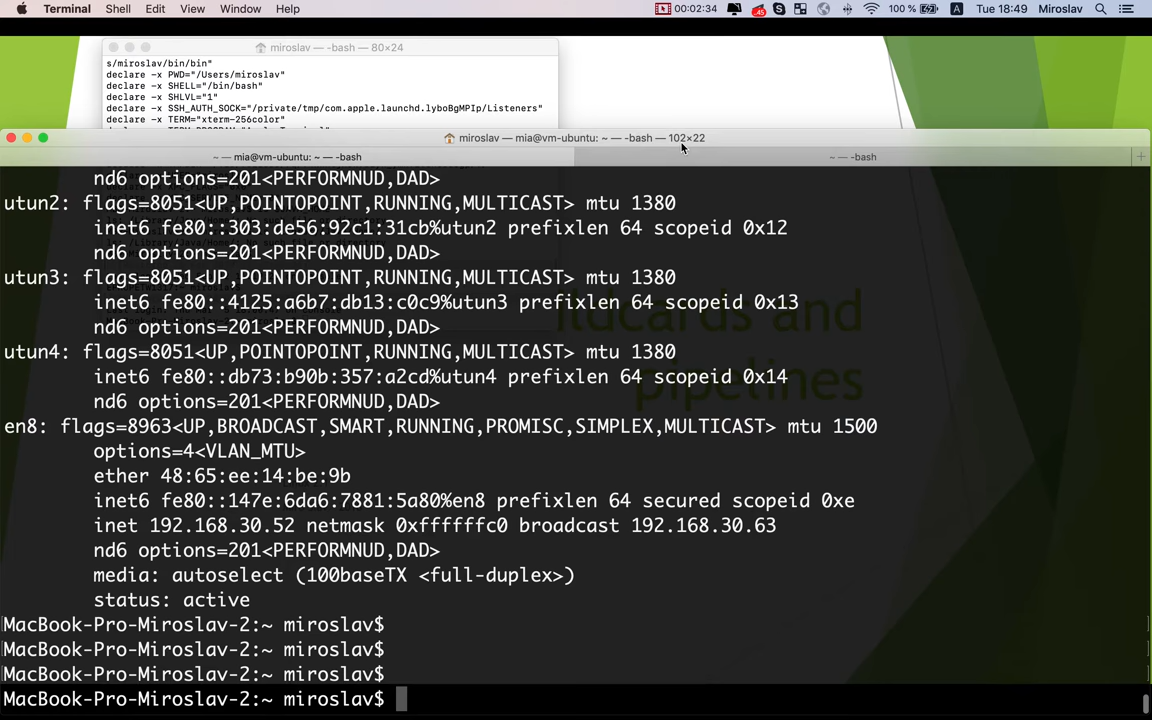 Terminal Shell Edit View Window Help 00:02:34 .45 100 % A Tue 18:49 Miroslav
miroslav — -bash — 80×24
s/miroslav/bin/bin"
declare -x PWD="/Users/miroslav"
declare -x SHELL="/bin/bash"
declare -x SHLVL="1"
declare -x SSH_AUTH_SOCK="/private/tmp/com.apple.launchd.lyboBgMPIp/Listeners"
declare -x TERM="xterm-256color"
miroslav — mia@vm-ubuntu: ~ — -bash — 102×22
~ — mia@vm-ubuntu: ~ — -bash ~ — -bash
nd6 options=201<PERFORMNUD,DAD>
utun2: flags=8051<UP,POINTOPOINT,RUNNING,MULTICAST> mtu 1380
inet6 fe80::303:de56:92c1:31cb%utun2 prefixlen 64 scopeid 0x12
nd6 options=201<PERFORMNUD,DAD>
utun3: flags=8051<UP,POINTOPOINT,RUNNING,MULTICAST> mtu 1380
inet6 fe80::4125:a6b7:db13:c0c9%utun3 prefixlen 64 scopeid 0x13
nd6 options=201<PERFORMNUD,DAD>
utun4: flags=8051<UP,POINTOPOINT,RUNNING,MULTICAST> mtu 1380
inet6 fe80::db73:b90b:357:a2cd%utun4 prefixlen 64 scopeid 0x14
nd6 options=201<PERFORMNUD,DAD>
en8: flags=8963<UP,BROADCAST,SMART,RUNNING,PROMISC,SIMPLEX,MULTICAST> mtu 1500
options=4<VLAN_MTU>
ether 48:65:ee:14:be:9b
inet6 fe80::147e:6da6:7881:5a80%en8 prefixlen 64 secured scopeid 0xe
inet 192.168.30.52 netmask 0xffffffc0 broadcast 192.168.30.63
nd6 options=201<PERFORMNUD,DAD>
media: autoselect (100baseTX <full-duplex>)
status: active
MacBook-Pro-Miroslav-2:~ miroslav$
MacBook-Pro-Miroslav-2:~ miroslav$
MacBook-Pro-Miroslav-2:~ miroslav$
MacBook-Pro-Miroslav-2:~ miroslav$
ildcards and
pipelines